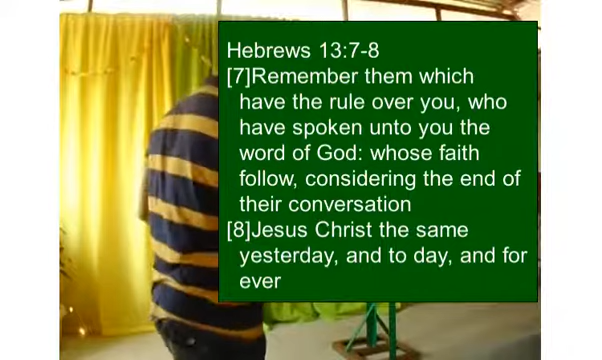 Hebrews 13:7-8
[7]Remember them which
have the rule over you, who
have spoken unto you the
word of God: whose faith
follow, considering the end of
their conversation
[8]Jesus Christ the same
yesterday, and to day, and for
ever